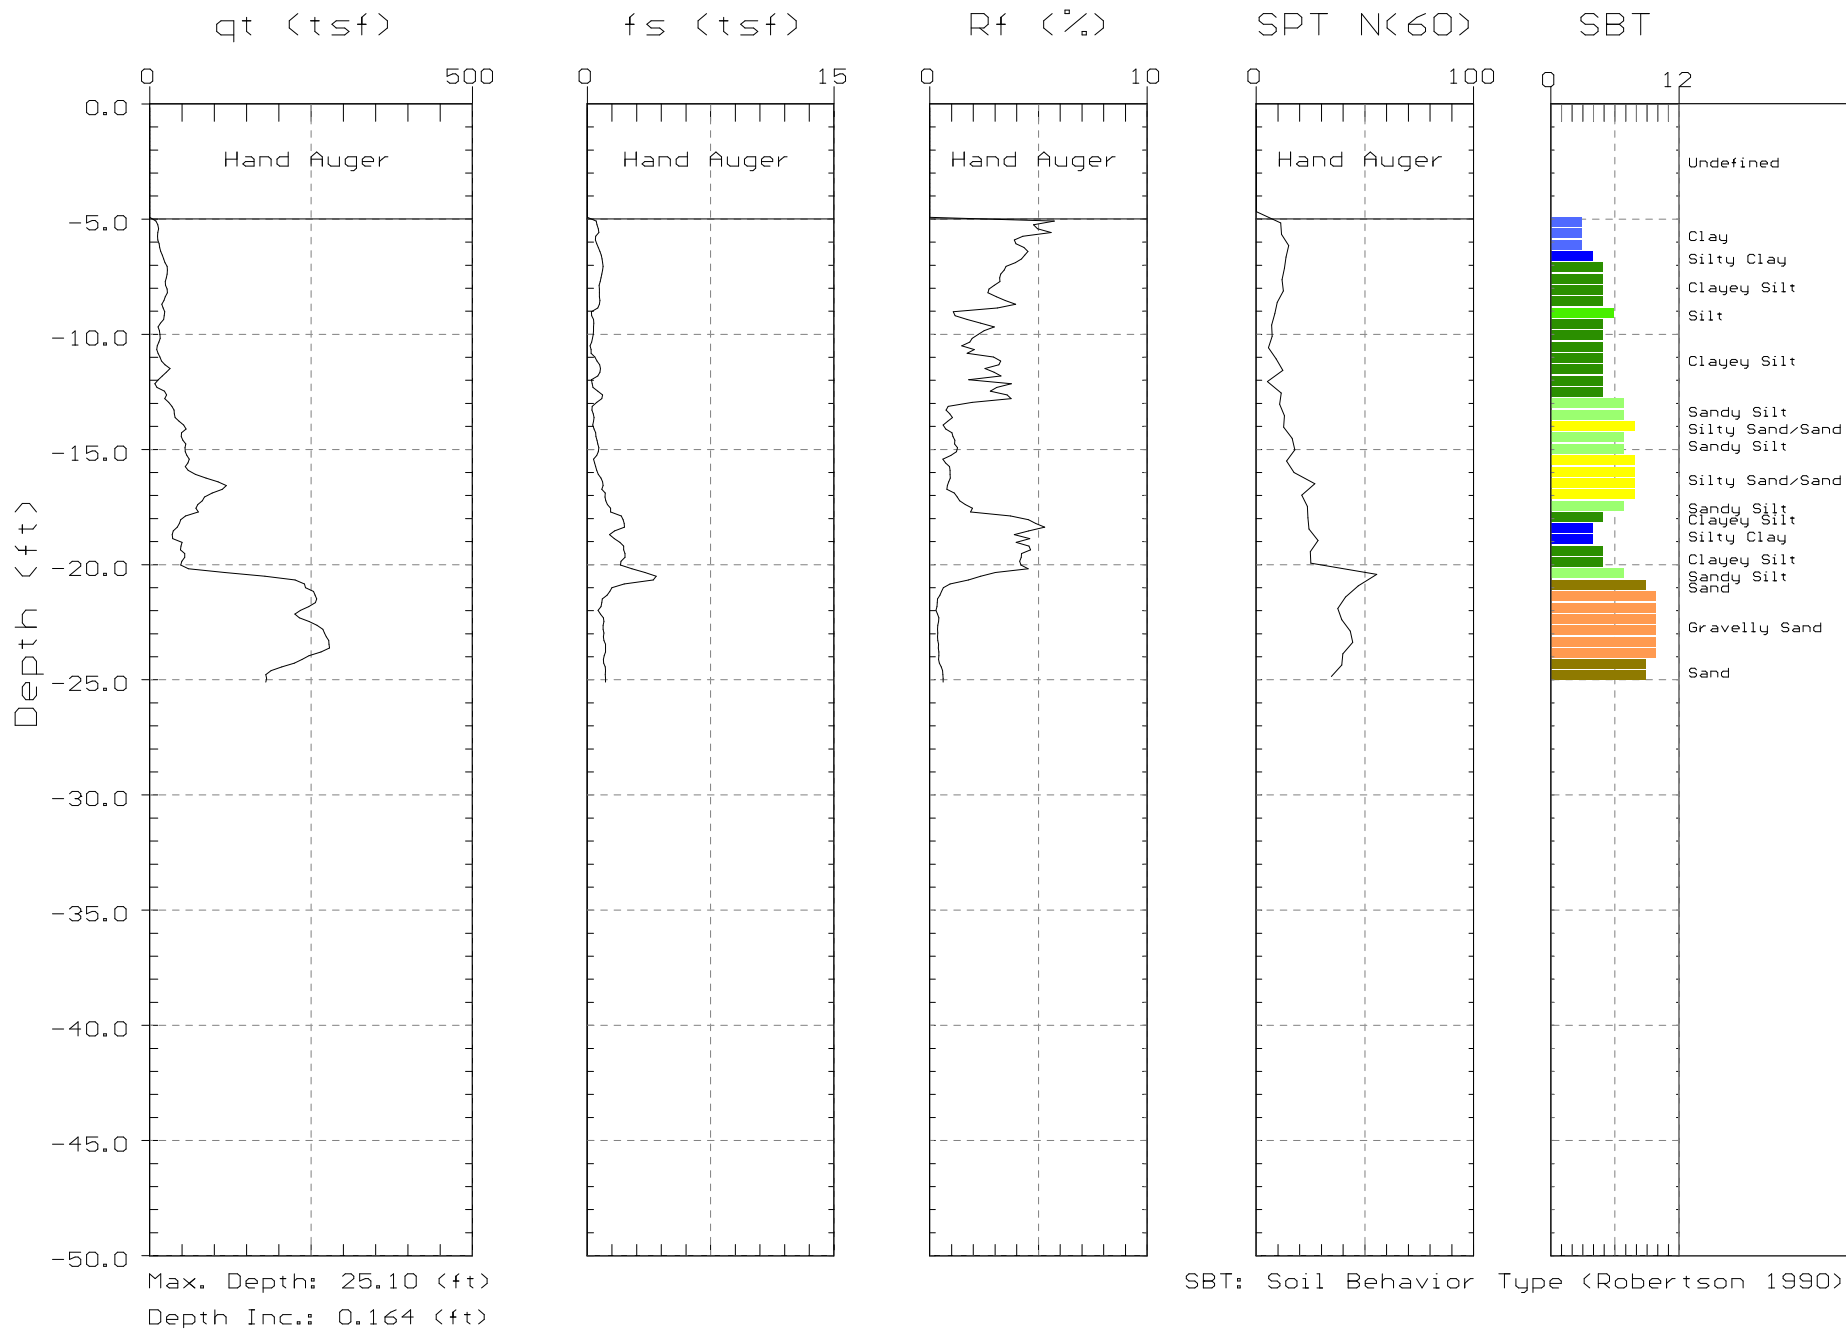 qt (tsf) fs (tsf) Rf (%) SPT N(60) SBT
0 500 0 15 0 10 0 100 0 12
0.0
Hand Auger Hand Auger Hand Auger Hand Auger Undefined
-5.0
Clay
Silty Clay
Clayey Silt
Silt
-10.0
Clayey Silt
Sandy Silt
Silty Sand/Sand
Sandy Silt
-15.0
Silty Sand/Sand
Sandy Silt
Clayey Silt
Silty Clay
Clayey Silt
-20.0
Sandy Silt
Sand
Gravelly Sand
Sand
-25.0
Depth (ft)
-30.0
-35.0
-40.0
-45.0
-50.0
Max. Depth: 25.10 (ft) SBT: Soil Behavior Type (Robertson 1990)
Depth Inc.: 0.164 (ft)